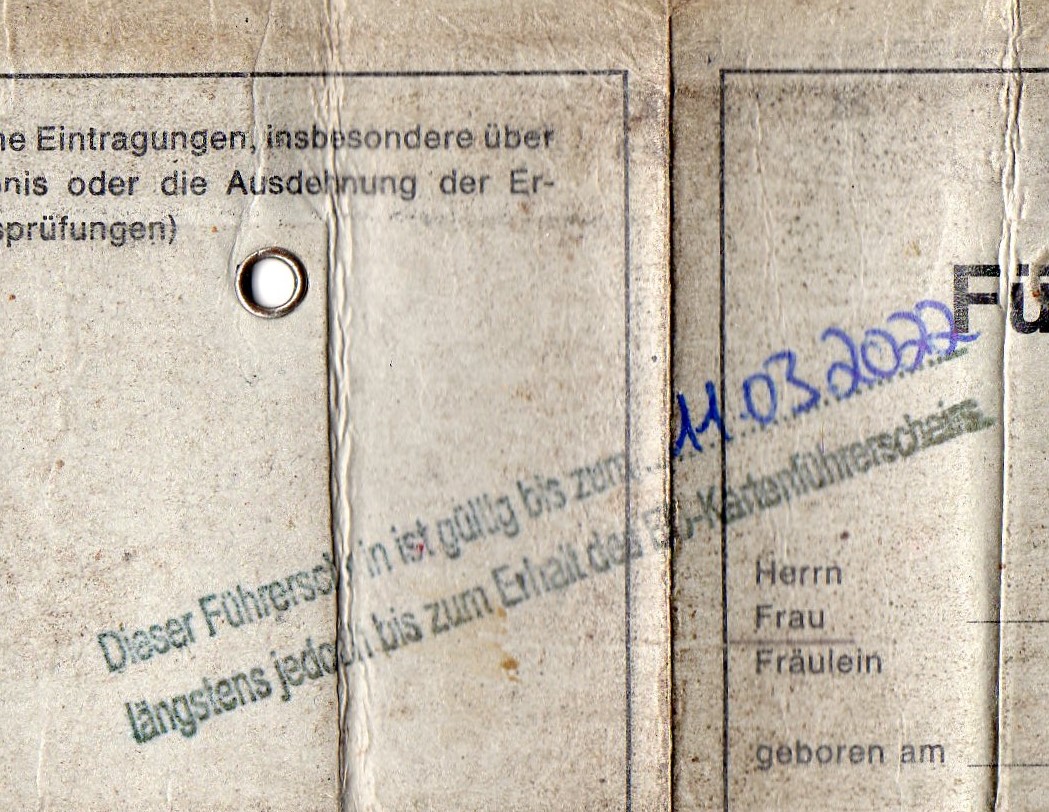 ne Eintragungen, insbesondere über
nis oder die Ausdehnung der Er-
sprüfungen)
Fü
11.03.2022
Dieser Führerschein ist gültig bis zum
längstens jedoch bis zum Erhalt des EU-Kartenführerscheins.
Herrn
Frau
Fräulein
geboren am